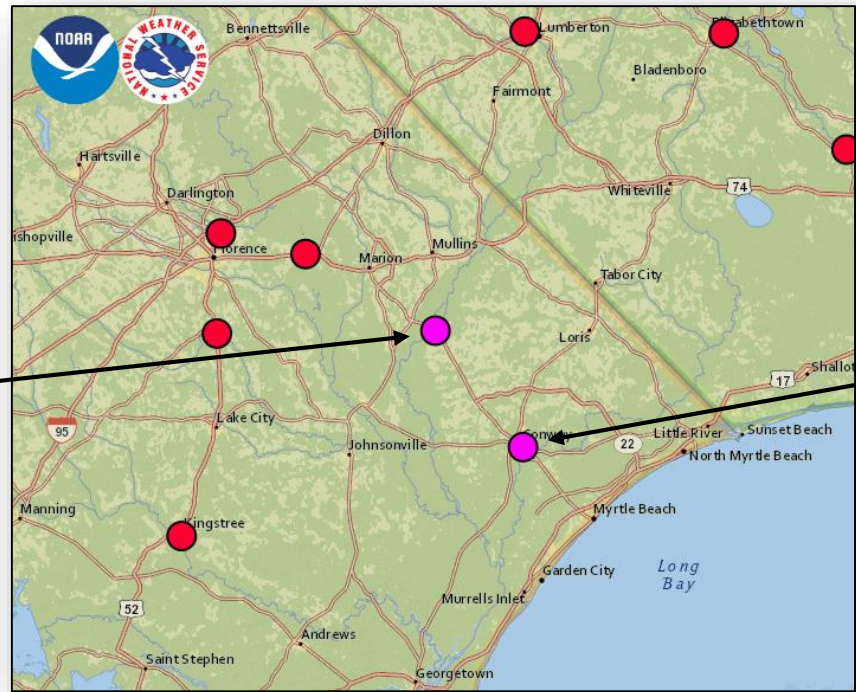 NOAA
NATIONAL WEATHER SERVICE
Bennettsville
Lumberton
Elizabethtown
Bladenboro
Fairmont
Dillon
Hartsville
Whiteville
74
Darlington
ishopville
Florence
Marion
Mullins
Tabor City
Loris
17
Shallot
95
Lake City
Johnsonville
Conway
22
Little River
Sunset Beach
North Myrtle Beach
Manning
Kingstree
Myrtle Beach
Long
Bay
Garden City
Murrells Inlet
52
Andrews
Saint Stephen
Georgetown